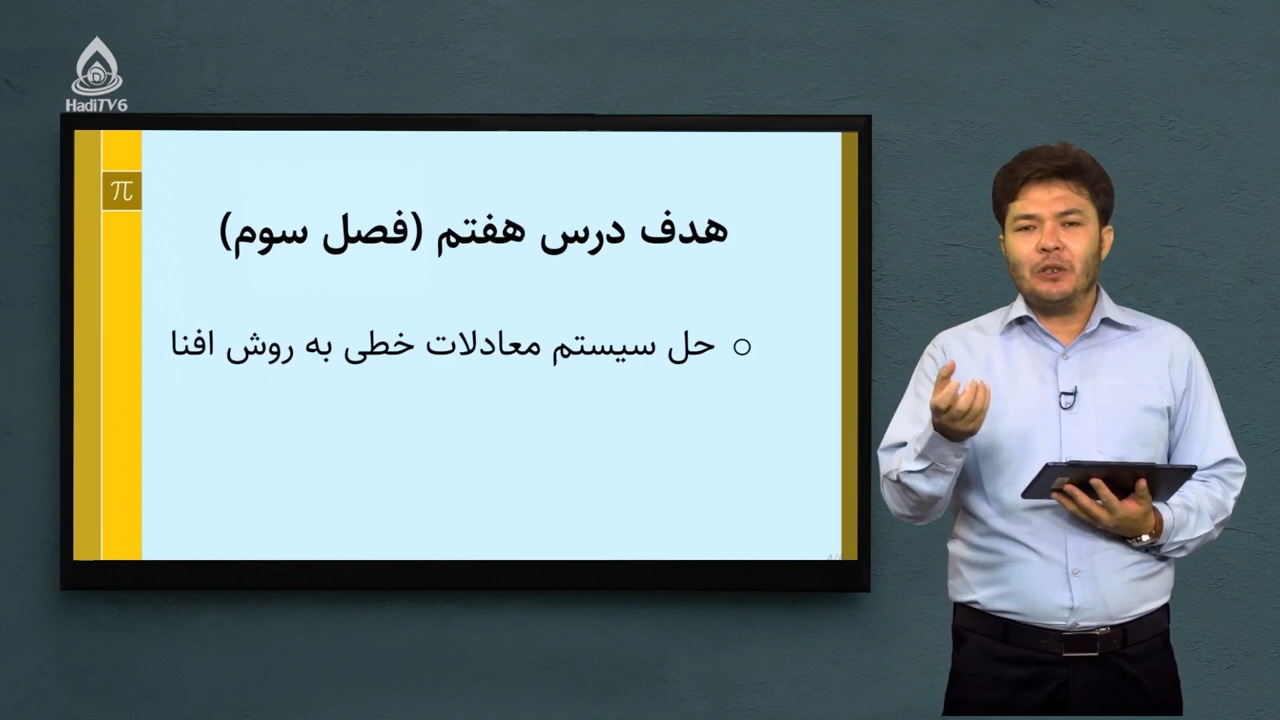 HadiTV6
π
هدف درس هفتم (فصل سوم)
○ حل سیستم معادلات خطی به روش افنا